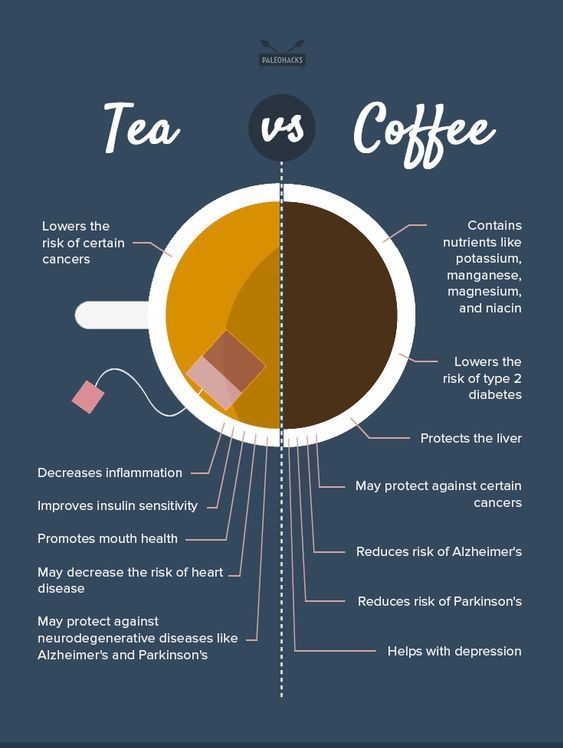 PALEOHACKS
Tea vs Coffee
Lowers the
risk of certain
cancers
Decreases inflammation
Improves insulin sensitivity
Promotes mouth health
May decrease the risk of heart
disease
May protect against
neurodegenerative diseases like
Alzheimer's and Parkinson's
Contains
nutrients like
potassium,
manganese,
magnesium,
and niacin
Lowers the
risk of type 2
diabetes
Protects the liver
May protect against certain
cancers
Reduces risk of Alzheimer's
Reduces risk of Parkinson's
Helps with depression